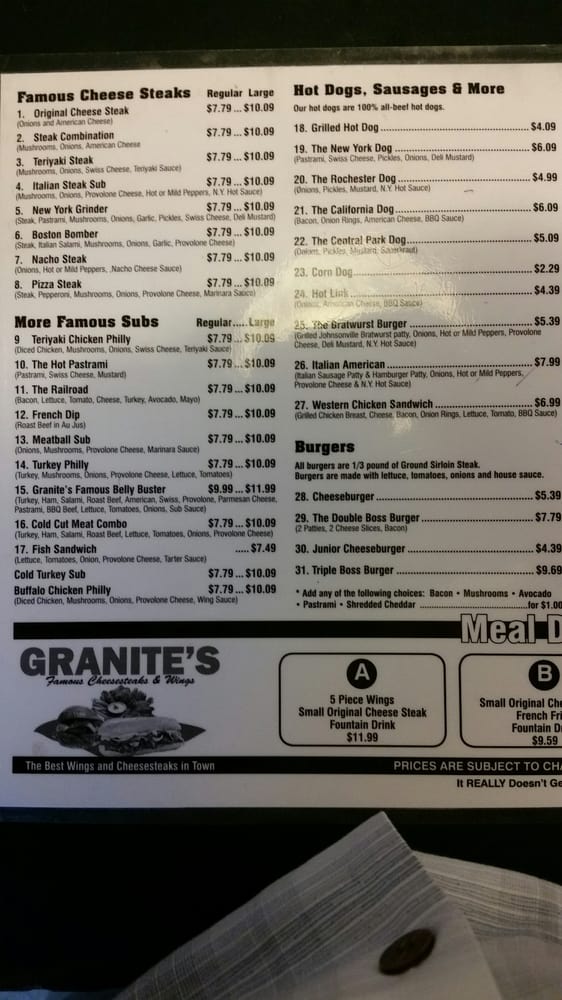 Famous Cheese Steaks Regular Large
1. Original Cheese Steak $7.79 ... $10.09
(Onions and American Cheese)
2. Steak Combination $7.79 ... $10.09
(Mushrooms, Onions, American Cheese
3. Teriyaki Steak $7.79 ... $10.09
(Mushrooms, Onions, Swiss Cheese, Teriyaki Sauce)
4. Italian Steak Sub $7.79 ... $10.09
(Mushrooms, Onions, Provolone Cheese, Hot or Mild Peppers, N.Y. Hot Sauce)
5. New York Grinder $7.79 ... $10.09
(Steak, Pastrami, Mushrooms, Onions, Garlic, Pickles, Swiss Cheese, Deli Mustard)
6. Boston Bomber $7.79 ... $10.09
(Steak, Italian Salami, Mushrooms, Onions, Garlic, Provolone Cheese)
7. Nacho Steak $7.79 ... $10.09
(Onions, Hot or Mild Peppers, ,Nacho Cheese Sauce)
8. Pizza Steak $7.79 ... $10.09
(Steak, Pepperoni, Mushrooms, Onions, Provolone Cheese, Marinara Sauce)
More Famous Subs Regular..... Large
9 Teriyaki Chicken Philly $7.79 ... $10.09
(Diced Chicken, Mushrooms, Onions, Swiss Cheese, Teriyaki Sauce)
10. The Hot Pastrami $7.79 ... $10.09
(Pastrami, Swiss Cheese, Mustard)
11. The Railroad $7.79 ... $10.09
(Bacon, Lettuce, Tomato, Cheese, Turkey, Avocado, Mayo)
12. French Dip $7.79 ... $10.09
(Roast Beef in Au Jus)
13. Meatball Sub $7.79 ... $10.09
(Onions, Mushrooms, Provolone Cheese, Marinara Sauce)
14. Turkey Philly $7.79 ... $10.09
(Turkey, Mushrooms, Onions, Provolone Cheese, Lettuce, Tomatoes)
15. Granite's Famous Belly Buster $9.99 ... $11.99
(Turkey, Ham, Salami, Roast Beef, American, Swiss, Provolone, Parmesan Cheese,
Pastrami, BBQ Beef, Lettuce, Tomatoes, Onions, Sub Sauce)
16. Cold Cut Meat Combo $7.79 ... $10.09
(Turkey, Ham, Salami, Roast Beef, Lettuce, Tomatoes, Onions, Provolone Cheese)
17. Fish Sandwich ..... $7.49
(Lettuce, Tomatoes, Onion, Provolone Cheese, Tarter Sauce)
Cold Turkey Sub $7.79 ... $10.09
Buffalo Chicken Philly $7.79 ... $10.09
(Diced Chicken, Mushrooms, Onions, Provolone Cheese, Wing Sauce)
Hot Dogs, Sausages & More
Our hot dogs are 100% all-beef hot dogs.
18. Grilled Hot Dog ........ $4.09
19. The New York Dog ........ $6.09
(Pastrami, Swiss Cheese, Pickles, Onions, Deli Mustard)
20. The Rochester Dog ........ $4.99
(Onions, Pickles, Mustard, N.Y. Hot Sauce)
21. The California Dog ........ $6.09
(Bacon, Onion Rings, American Cheese, BBQ Sauce)
22. The Central Park Dog ........ $5.09
(Onions, Pickles, Mustard, Sauerkraut)
23. Corn Dog ........ $2.29
24. Hot Link ........ $4.39
(Onions, American Cheese, BBQ Sauce)
25. The Bratwurst Burger ........ $5.39
(Grilled Johnsonville Bratwurst patty, Onions, Hot or Mild Peppers, Provolone
Cheese, Deli Mustard, N.Y. Hot Sauce)
26. Italian American ........ $7.99
(Italian Sausage Patty & Hamburger Patty, Onions, Hot or Mild Peppers,
Provolone Cheese & N.Y. Hot Sauce)
27. Western Chicken Sandwich ........ $6.99
(Grilled Chicken Breast, Cheese, Bacon, Onion Rings, Lettuce, Tomato, BBQ Sauce)
Burgers
All burgers are 1/3 pound of Ground Sirloin Steak.
Burgers are made with lettuce, tomatoes, onions and house sauce.
28. Cheeseburger ........ $5.39
29. The Double Boss Burger ........ $7.79
(2 Patties, 2 Cheese Slices, Bacon)
30. Junior Cheeseburger ........ $4.39
31. Triple Boss Burger ........ $9.69
* Add any of the following choices: Bacon • Mushrooms • Avocado
• Pastrami • Shredded Cheddar ........ for $1.00
Meal D
GRANITE'S
Famous Cheesesteaks & Wings
A
5 Piece Wings
Small Original Cheese Steak
Fountain Drink
$11.99
B
Small Original Che
French Fri
Fountain D
$9.59
The Best Wings and Cheesesteaks in Town
PRICES ARE SUBJECT TO CHA
It REALLY Doesn't Ge